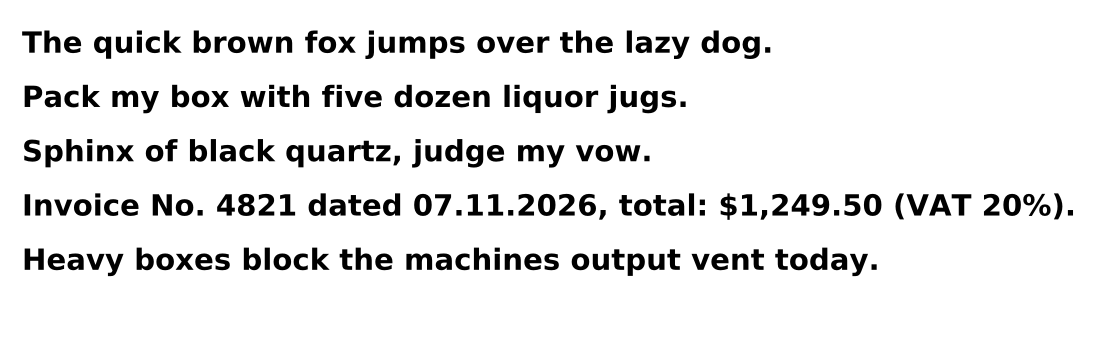 The quick brown fox jumps over the lazy dog.
Pack my box with five dozen liquor jugs.
Sphinx of black quartz, judge my vow.
Invoice No. 4821 dated 07.11.2026, total: $1,249.50 (VAT 20%).
Heavy boxes block the machines output vent today.